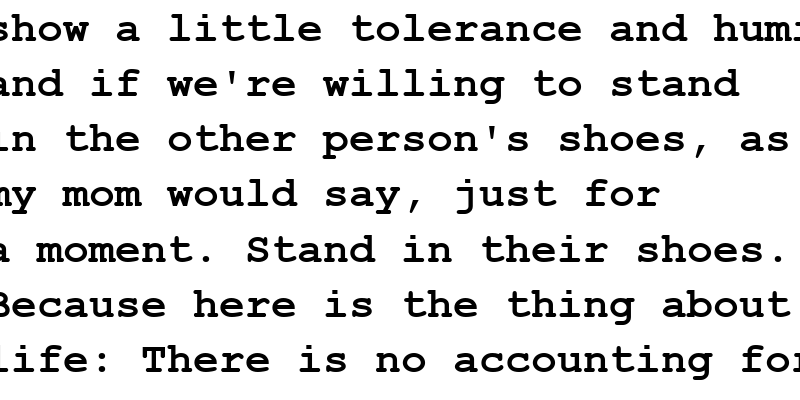 show a little tolerance and
and if we're willing to stand
in the other person's shoes, as
my mom would say, just for
a moment. Stand in their shoes.
Because here is the thing about
life: There is no accounting for